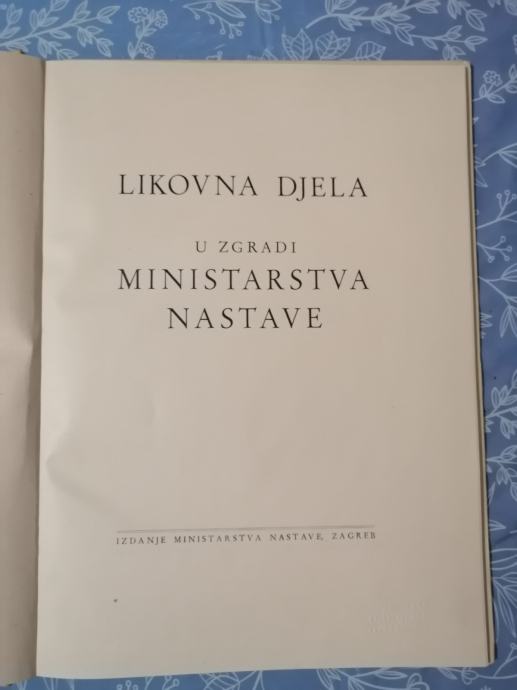 LIKOVNA DJELA
U ZGRADI
MINISTARSTVA
NASTAVE
IZDANJE MINISTARSTVA NASTAVE, ZAGREB